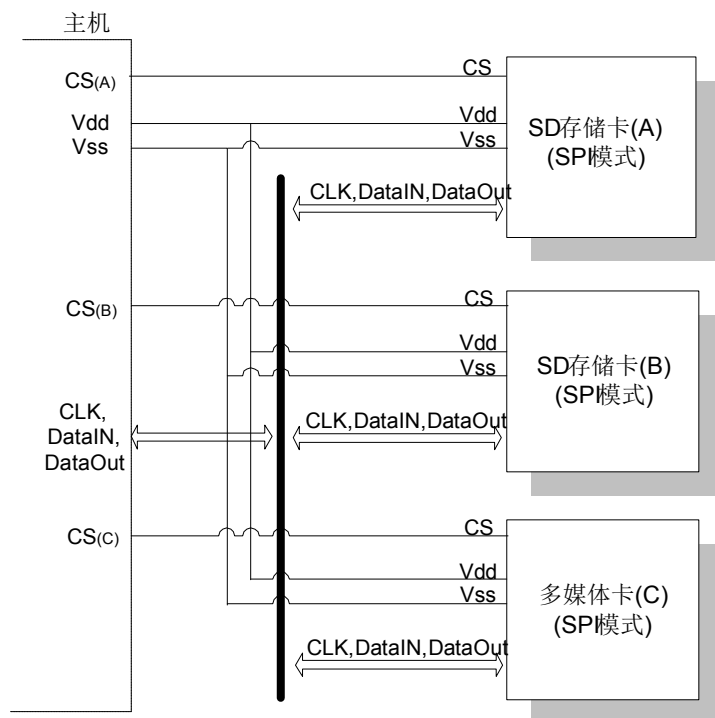 主机
CS(A)
CS
Vdd
Vdd
Vss
Vss
SD存储卡(A)
(SPI模式)
CLK,DataIN,DataOut
CS(B)
CS
Vdd
Vss
SD存储卡(B)
(SPI模式)
CLK,
DataIN,
DataOut
CLK,DataIN,DataOut
CS(C)
CS
Vdd
Vss
多媒体卡(C)
(SPI模式)
CLK,DataIN,DataOut